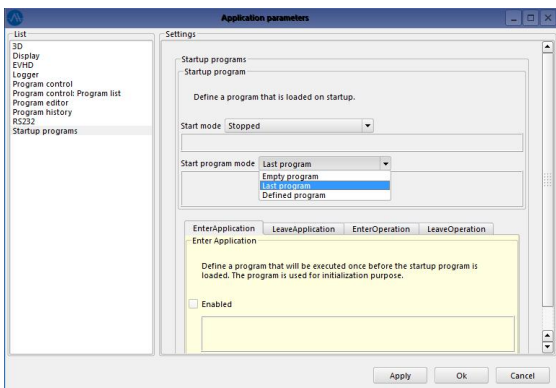 Application parameters
List
3D
Display
EVHD
Logger
Program control
Program control: Program list
Program editor
Program history
RS232
Startup programs
Settings
Startup programs
Startup program
Define a program that is loaded on startup.
Start mode Stopped
Start program mode Last program
Empty program
Last program
Defined program
EnterApplication LeaveApplication EnterOperation LeaveOperation
Enter Application
Define a program that will be executed once before the startup program is
loaded. The program is used for initialization purpose.
Enabled
Apply Ok Cancel